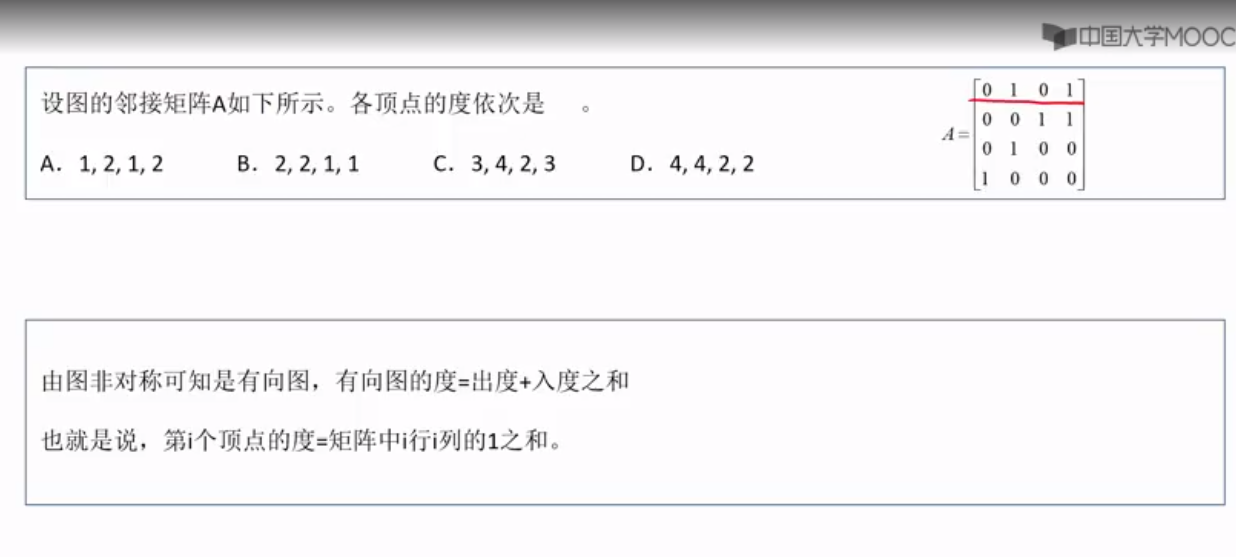 中国大学MOOC
设图的邻接矩阵A如下所示。各顶点的度依次是 。
A. 1, 2, 1, 2 B. 2, 2, 1, 1 C. 3, 4, 2, 3 D. 4, 4, 2, 2
0 1 0 1
0 0 1 1
A=
0 1 0 0
1 0 0 0
由图非对称可知是有向图，有向图的度=出度+入度之和
也就是说，第i个顶点的度=矩阵中i行i列的1之和。